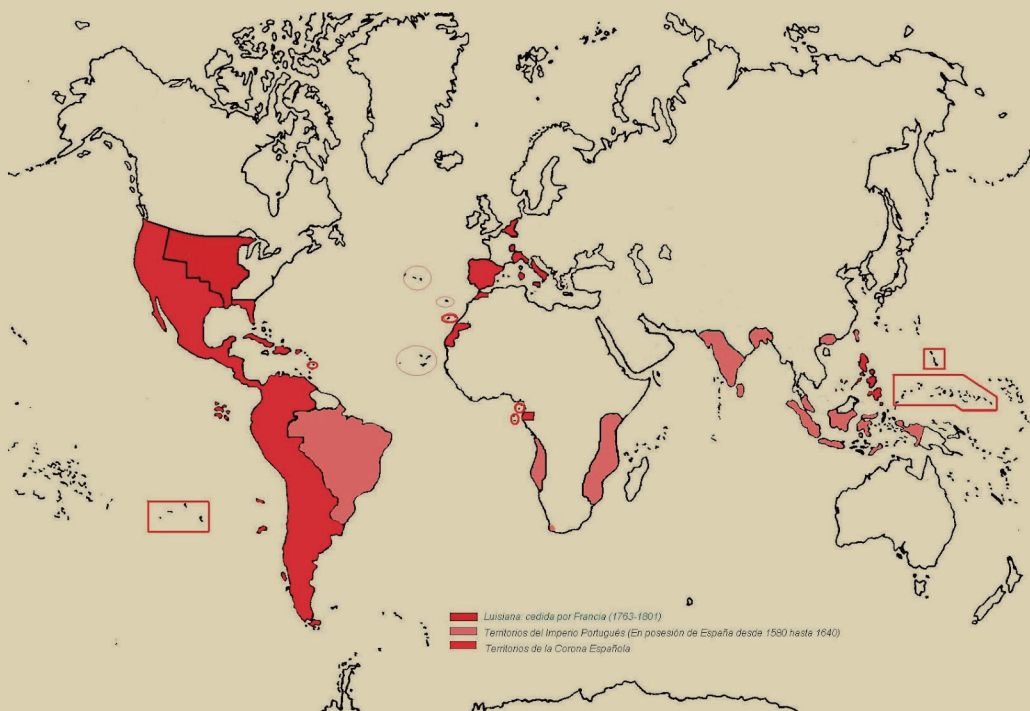 Luisiana: cedida por Francia (1763-1801)
Territorios del Imperio Portugués (En posesión de España desde 1580 hasta 1640)
Territorios de la Corona Española